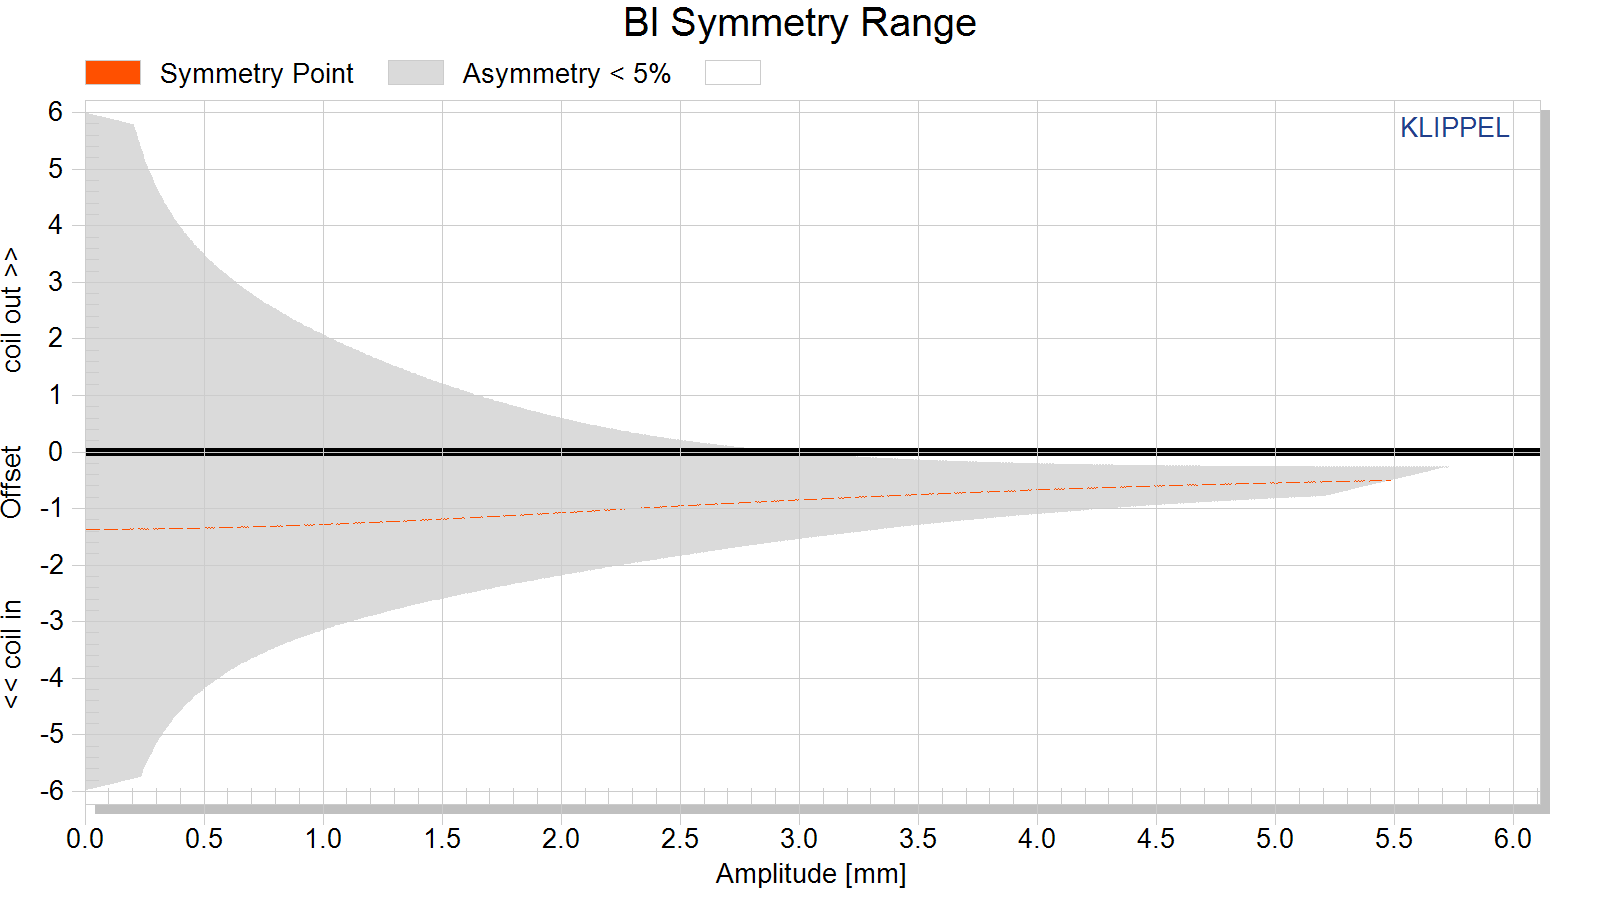 Bl Symmetry Range
Symmetry Point
Asymmetry < 5%
KLIPPEL
6
5
4
3
2
1
0
-1
-2
-3
-4
-5
-6
<< coil in
Offset
coil out >>
0.0 0.5 1.0 1.5 2.0 2.5 3.0 3.5 4.0 4.5 5.0 5.5 6.0
Amplitude [mm]